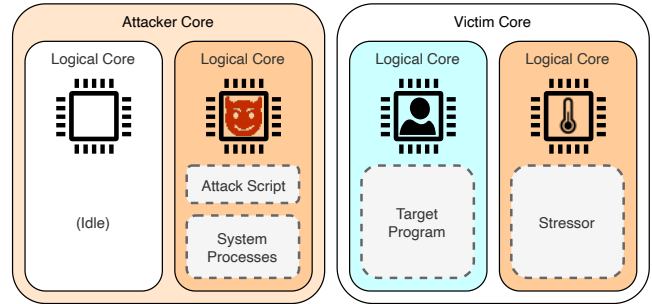 Attacker Core
Victim Core
Logical Core
Logical Core
Logical Core
Logical Core
(Idle)
Attack Script
System
Processes
Target
Program
Stressor